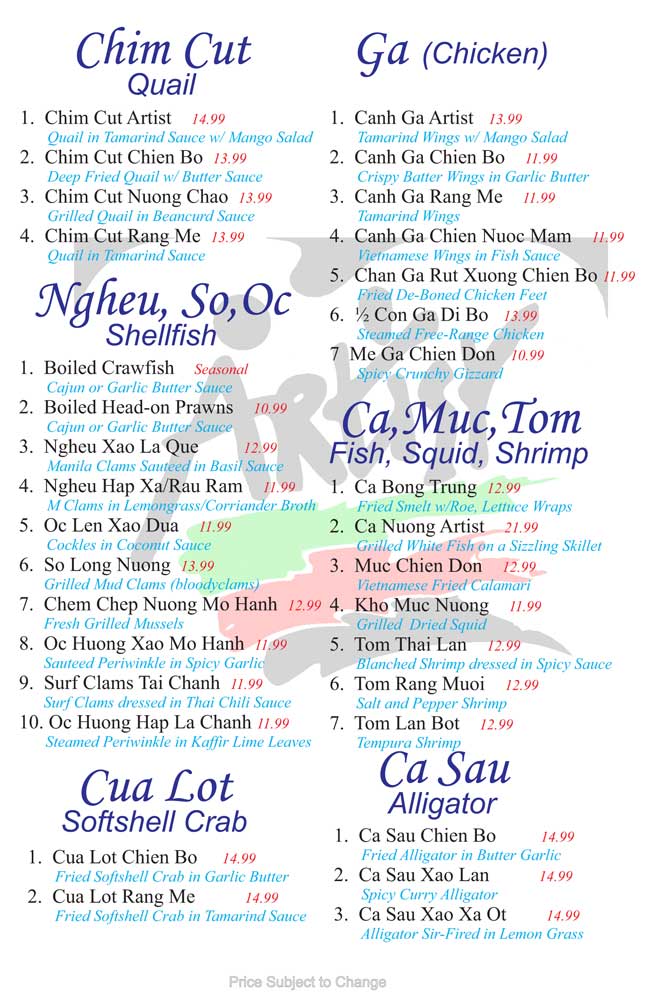 Chim Cut
Quail
1. Chim Cut Artist 14.99
Quail in Tamarind Sauce w/ Mango Salad
2. Chim Cut Chien Bo 13.99
Deep Fried Quail w/ Butter Sauce
3. Chim Cut Nuong Chao 13.99
Grilled Quail in Beancurd Sauce
4. Chim Cut Rang Me 13.99
Quail in Tamarind Sauce
Ngheu, So,Oc
Shellfish
1. Boiled Crawfish Seasonal
Cajun or Garlic Butter Sauce
2. Boiled Head-on Prawns 10.99
Cajun or Garlic Butter Sauce
3. Ngheu Xao La Que 12.99
Manila Clams Sauteed in Basil Sauce
4. Ngheu Hap Xa/Rau Ram 11.99
M Clams in Lemongrass/Corriander Broth
5. Oc Len Xao Dua 11.99
Cockles in Coconut Sauce
6. So Long Nuong 13.99
Grilled Mud Clams (bloodyclams)
7. Chem Chep Nuong Mo Hanh 12.99
Fresh Grilled Mussels
8. Oc Huong Xao Mo Hanh 11.99
Sauteed Periwinkle in Spicy Garlic
9. Surf Clams Tai Chanh 11.99
Surf Clams dressed in Thai Chili Sauce
10. Oc Huong Hap La Chanh 11.99
Steamed Periwinkle in Kaffir Lime Leaves
Cua Lot
Softshell Crab
1. Cua Lot Chien Bo 14.99
Fried Softshell Crab in Garlic Butter
2. Cua Lot Rang Me 14.99
Fried Softshell Crab in Tamarind Sauce
Ga (Chicken)
1. Canh Ga Artist 13.99
Tamarind Wings w/ Mango Salad
2. Canh Ga Chien Bo 11.99
Crispy Batter Wings in Garlic Butter
3. Canh Ga Rang Me 11.99
Tamarind Wings
4. Canh Ga Chien Nuoc Mam 11.99
Vietnamese Wings in Fish Sauce
5. Chan Ga Rut Xuong Chien Bo 11.99
Fried De-Boned Chicken Feet
6. ½ Con Ga Di Bo 13.99
Steamed Free-Range Chicken
7 Me Ga Chien Don 10.99
Spicy Crunchy Gizzard
Ca,Muc,Tom
Fish, Squid, Shrimp
1. Ca Bong Trung 12.99
Fried Smelt w/Roe, Lettuce Wraps
2. Ca Nuong Artist 21.99
Grilled White Fish on a Sizzling Skillet
3. Muc Chien Don 12.99
Vietnamese Fried Calamari
4. Kho Muc Nuong 11.99
Grilled Dried Squid
5. Tom Thai Lan 12.99
Blanched Shrimp dressed in Spicy Sauce
6. Tom Rang Muoi 12.99
Salt and Pepper Shrimp
7. Tom Lan Bot 12.99
Tempura Shrimp
Ca Sau
Alligator
1. Ca Sau Chien Bo 14.99
Fried Alligator in Butter Garlic
2. Ca Sau Xao Lan 14.99
Spicy Curry Alligator
3. Ca Sau Xao Xa Ot 14.99
Alligator Sir-Fired in Lemon Grass
ARTIST
Price Subject to Change